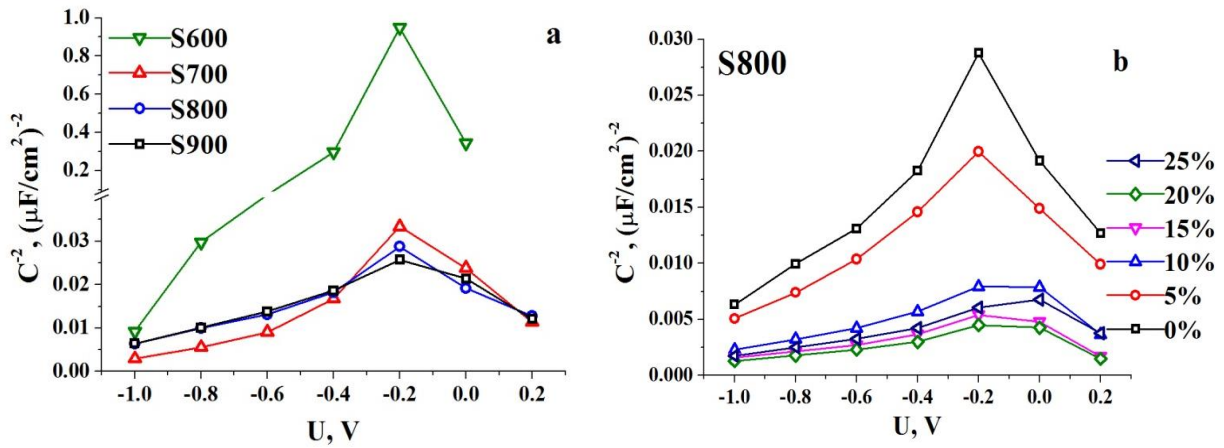 a
S600
S700
S800
S900
C⁻², (μF/cm²)⁻²
1.0
0.8
0.6
0.4
0.2
0.03
0.02
0.01
0.00
-1.0 -0.8 -0.6 -0.4 -0.2 0.0 0.2
U, V
S800
b
C⁻², (μF/cm²)⁻²
0.030
0.025
0.020
0.015
0.010
0.005
0.000
-1.0 -0.8 -0.6 -0.4 -0.2 0.0 0.2
U, V
25%
20%
15%
10%
5%
0%